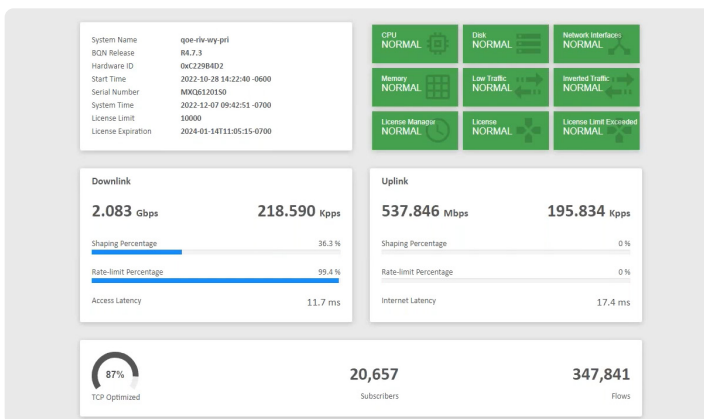 System Name qoe-riv-wy-pri
BQN Release R4.7.3
Hardware ID 0xC229B4D2
Start Time 2022-10-28 14:22:40 -0600
Serial Number MXQ61201S0
System Time 2022-12-07 09:42:51 -0700
License Limit 10000
License Expiration 2024-01-14T11:05:15-0700
CPU Disk Network Interfaces
NORMAL NORMAL NORMAL
Memory Low Traffic Inverted Traffic
NORMAL NORMAL NORMAL
License Manager License License Limit Exceeded
NORMAL NORMAL NORMAL
Downlink
2.083 Gbps 218.590 Kpps
Shaping Percentage 36.3 %
Rate-limit Percentage 99.4 %
Access Latency 11.7 ms
Uplink
537.846 Mbps 195.834 Kpps
Shaping Percentage 0 %
Rate-limit Percentage 0 %
Internet Latency 17.4 ms
87%
TCP Optimized
20,657
Subscribers
347,841
Flows